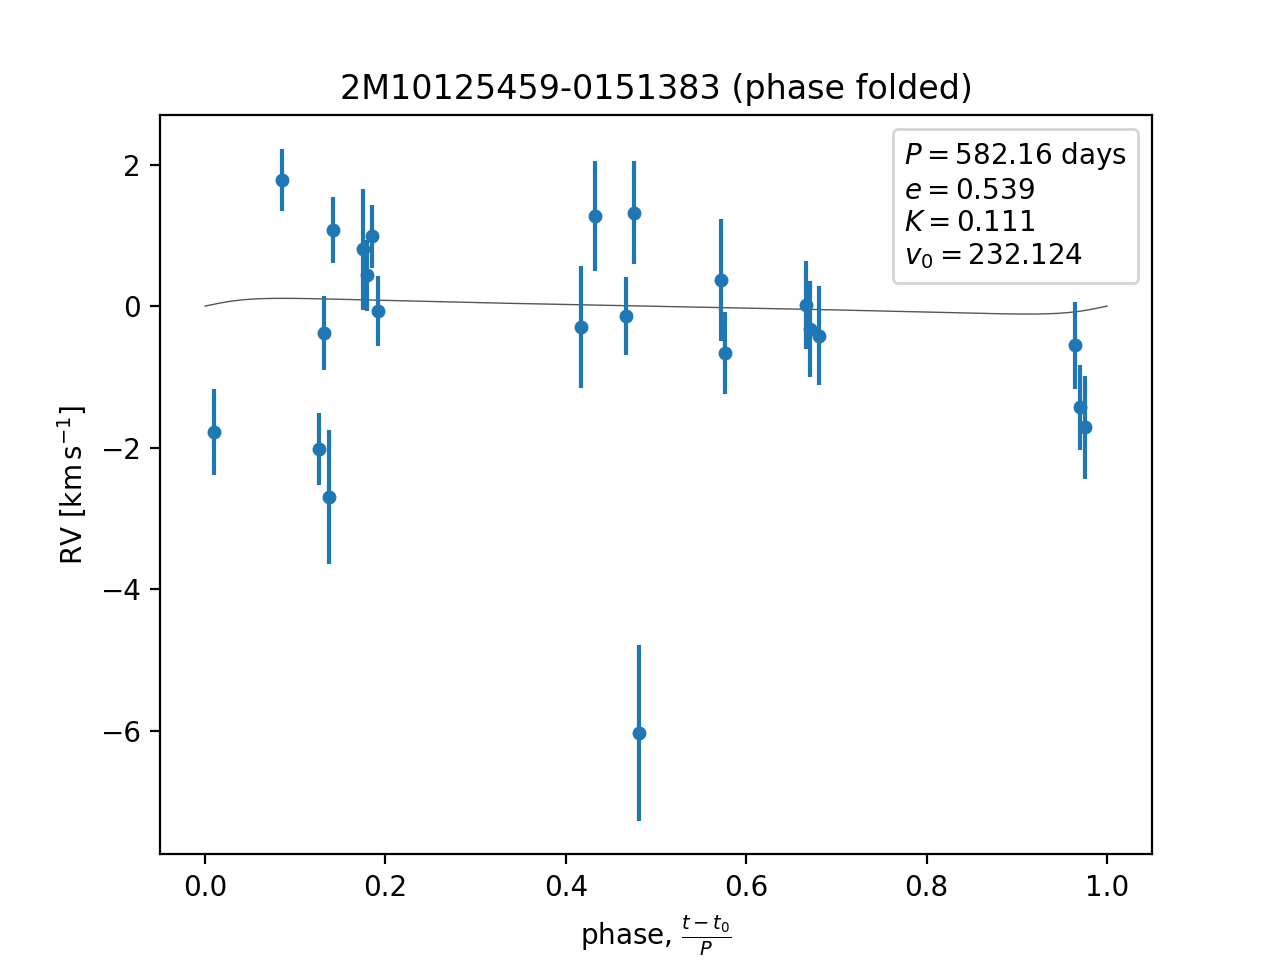 2M10125459-0151383 (phase folded)
P = 582.16 days
e = 0.539
K = 0.111
v₀ = 232.124
RV [km s⁻¹]
2
0
−2
−4
−6
0.0 0.2 0.4 0.6 0.8 1.0
phase, (t − t₀)/P